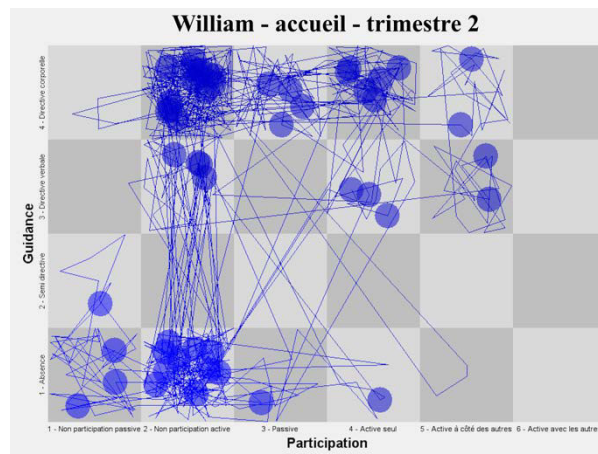 William - accueil - trimestre 2
Guidance
4 - Directive corporelle
3 - Directive verbale
2 - Semi directive
1 - Absence
1 - Non participation passive
2 - Non participation active
3 - Passive
4 - Active seul
5 - Active à côté des autres
6 - Active avec les autre
Participation